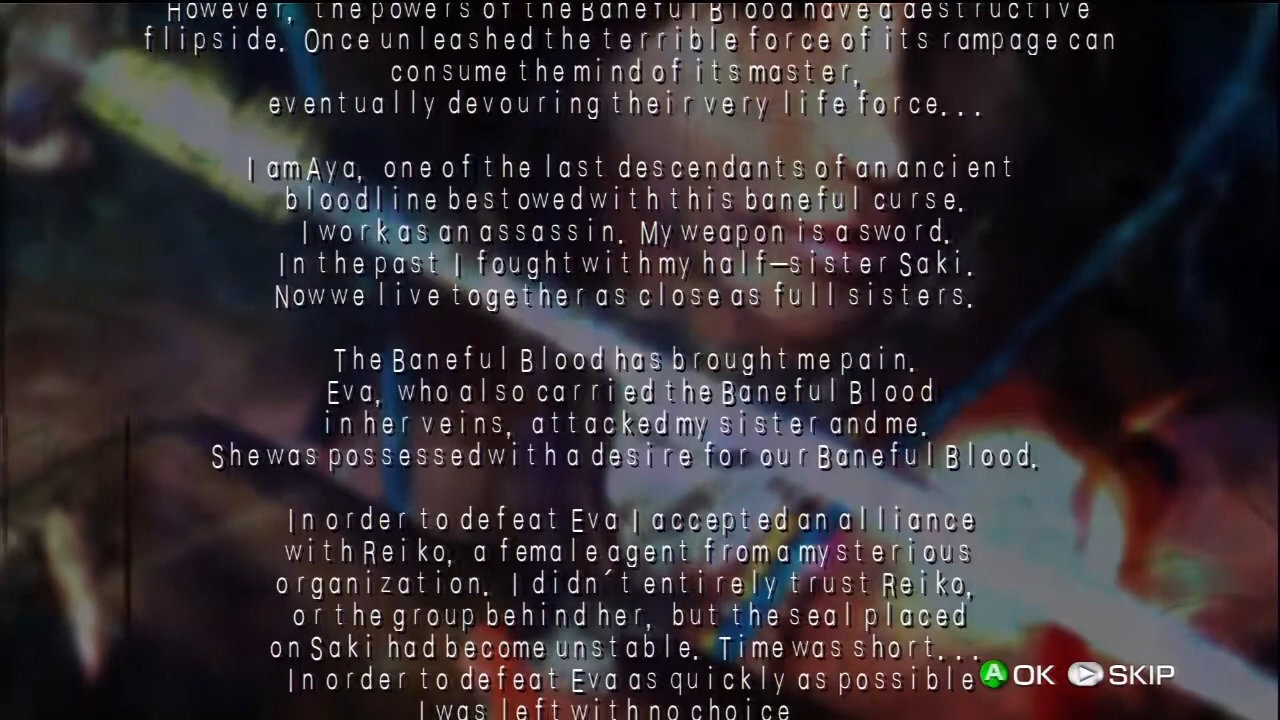 However, the powers of the Baneful Blood have a destructive
flipside. Once unleashed the terrible force of its rampage can
consume the mind of its master,
eventually devouring their very life force...
I am Aya, one of the last descendants of an ancient
bloodline bestowed with this baneful curse.
I work as an assassin. My weapon is a sword.
In the past I fought with my half-sister Saki.
Now we live together as close as full sisters.
The Baneful Blood has brought me pain.
Eva, who also carried the Baneful Blood
in her veins, attacked my sister and me.
She was possessed with a desire for our Baneful Blood.
In order to defeat Eva I accepted an alliance
with Reiko, a female agent from a mysterious
organization. I didn´t entirely trust Reiko,
or the group behind her, but the seal placed
on Saki had become unstable. Time was short...
In order to defeat Eva as quickly as possible
I was left with no choice
A OK SKIP